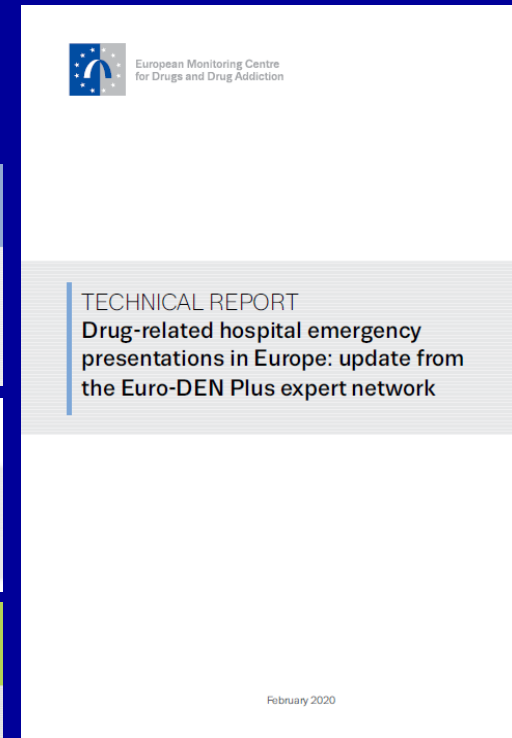 European Monitoring Centre
for Drugs and Drug Addiction
TECHNICAL REPORT
Drug-related hospital emergency
presentations in Europe: update from
the Euro-DEN Plus expert network
February 2020